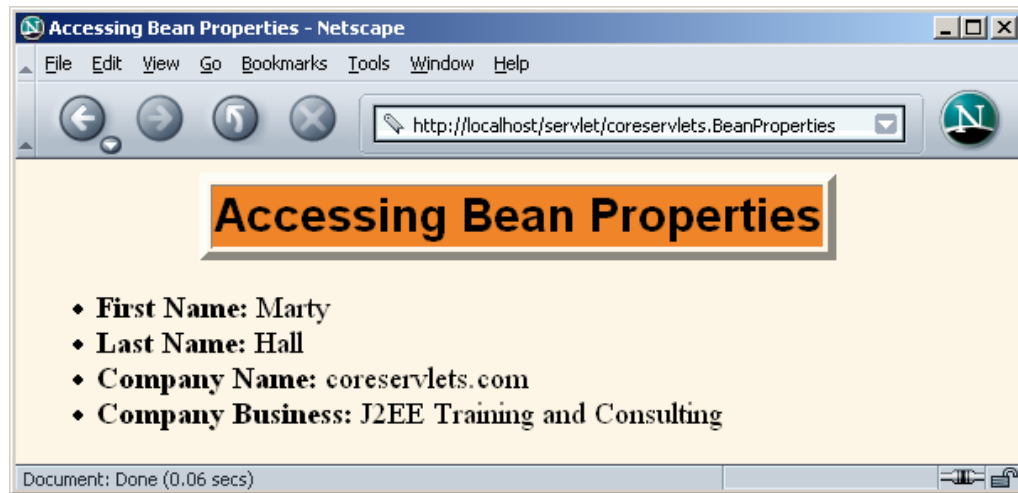 Accessing Bean Properties - Netscape
File Edit View Go Bookmarks Tools Window Help
http://localhost/servlet/coreservlets.BeanProperties
N
Accessing Bean Properties
First Name: Marty
Last Name: Hall
Company Name: coreservlets.com
Company Business: J2EE Training and Consulting
Document: Done (0.06 secs)